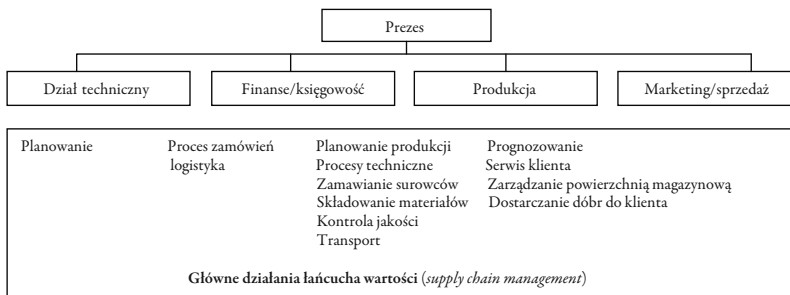 Prezes
Dział techniczny
Finanse/księgowość
Produkcja
Marketing/sprzedaż
Planowanie
Proces zamówień
logistyka
Planowanie produkcji
Procesy techniczne
Zamawianie surowców
Składowanie materiałów
Kontrola jakości
Transport
Prognozowanie
Serwis klienta
Zarządzanie powierzchnią magazynową
Dostarczanie dóbr do klienta
Główne działania łańcucha wartości (supply chain management)